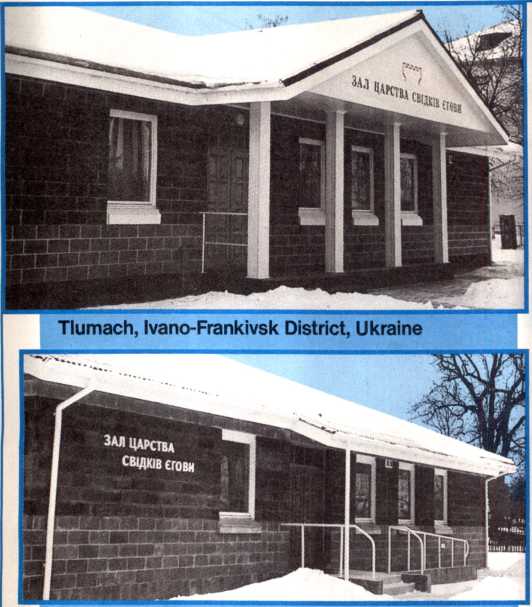 ЗАЛ ЦАРСТВА СВІДКІВ ЄГОВИ
Tlumach, Ivano-Frankivsk District, Ukraine
ЗАЛ ЦАРСТВА
СВІДКІВ ЄГОВИ